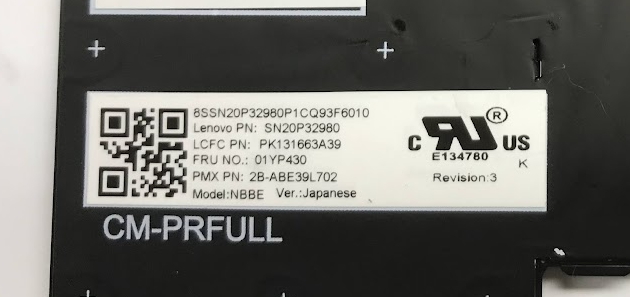 8SSN20P32980P1CQ93F6010
Lenovo PN: SN20P32980
LCFC PN: PK131663A39
FRU NO.: 01YP430
PMX PN: 2B-ABE39L702
Model:NBBE Ver.:Japanese
C RU ® US
E134780
K
Revision:3
CM-PRFULL